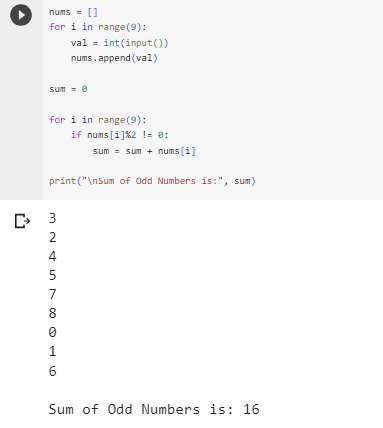 nums = []
for i in range(9):
    val = int(input())
    nums.append(val)
sum = 0
for i in range(9):
    if nums[i]%2 != 0:
        sum = sum + nums[i]
print("\nSum of Odd Numbers is:", sum)
3
2
4
5
7
8
0
1
6
Sum of Odd Numbers is: 16